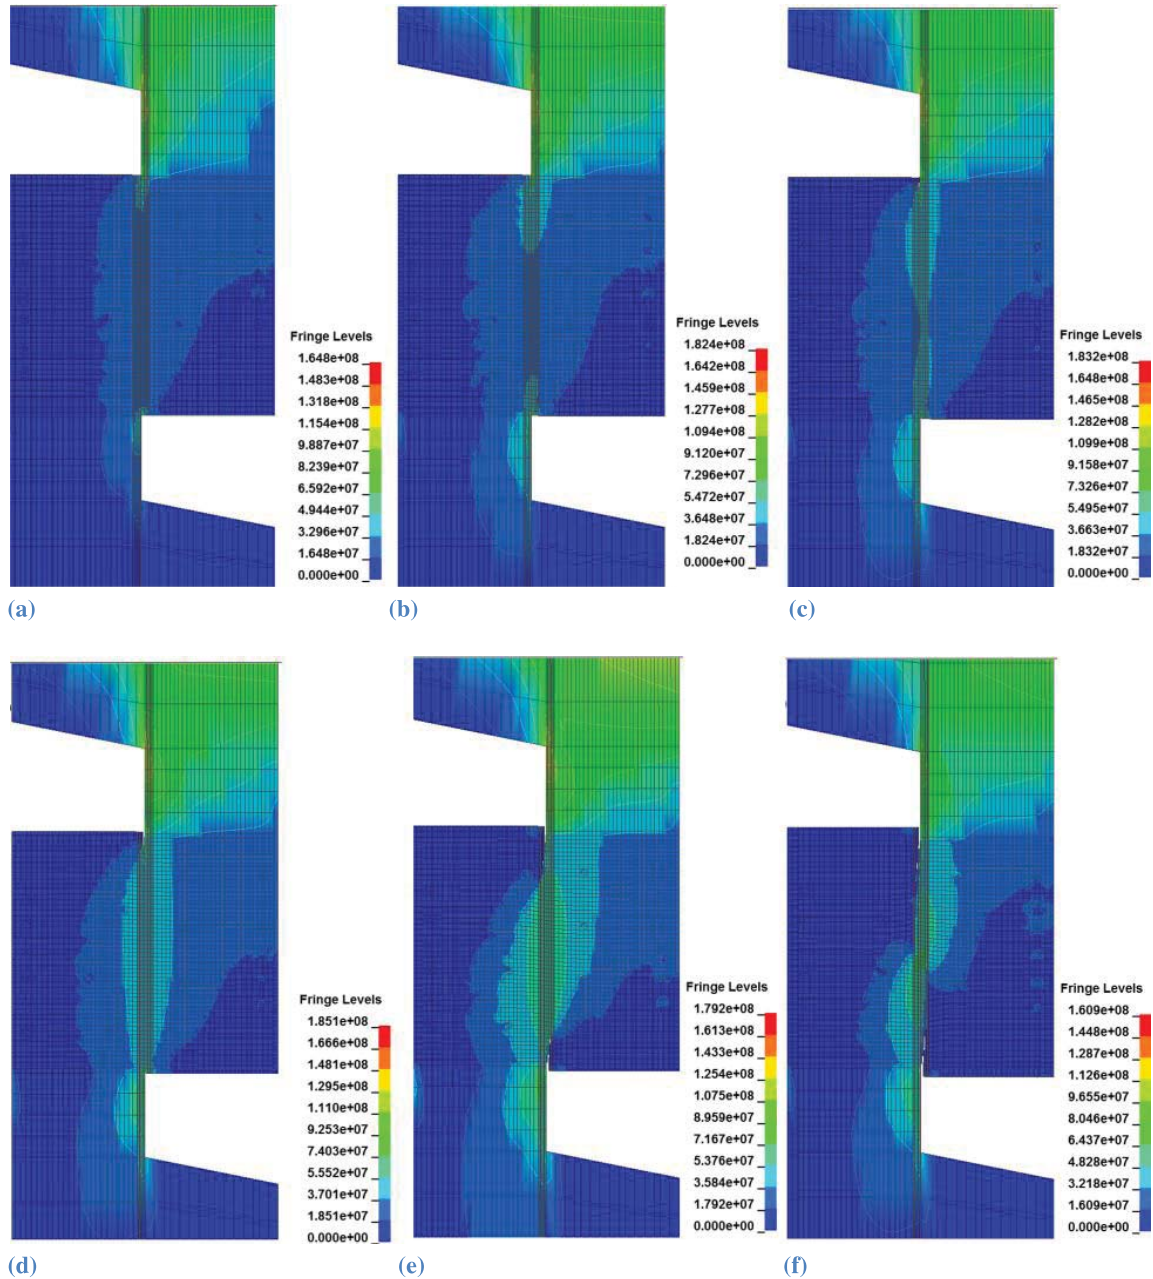 Fringe Levels
1.648e+08
1.483e+08
1.318e+08
1.154e+08
9.887e+07
8.239e+07
6.592e+07
4.944e+07
3.296e+07
1.648e+07
0.000e+00
(a)
Fringe Levels
1.824e+08
1.642e+08
1.459e+08
1.277e+08
1.094e+08
9.120e+07
7.296e+07
5.472e+07
3.648e+07
1.824e+07
0.000e+00
(b)
Fringe Levels
1.832e+08
1.648e+08
1.465e+08
1.282e+08
1.099e+08
9.158e+07
7.326e+07
5.495e+07
3.663e+07
1.832e+07
0.000e+00
(c)
Fringe Levels
1.851e+08
1.666e+08
1.481e+08
1.295e+08
1.110e+08
9.253e+07
7.403e+07
5.552e+07
3.701e+07
1.851e+07
0.000e+00
(d)
Fringe Levels
1.792e+08
1.613e+08
1.433e+08
1.254e+08
1.075e+08
8.959e+07
7.167e+07
5.376e+07
3.584e+07
1.792e+07
0.000e+00
(e)
Fringe Levels
1.609e+08
1.448e+08
1.287e+08
1.126e+08
9.655e+07
8.046e+07
6.437e+07
4.828e+07
3.218e+07
1.609e+07
0.000e+00
(f)